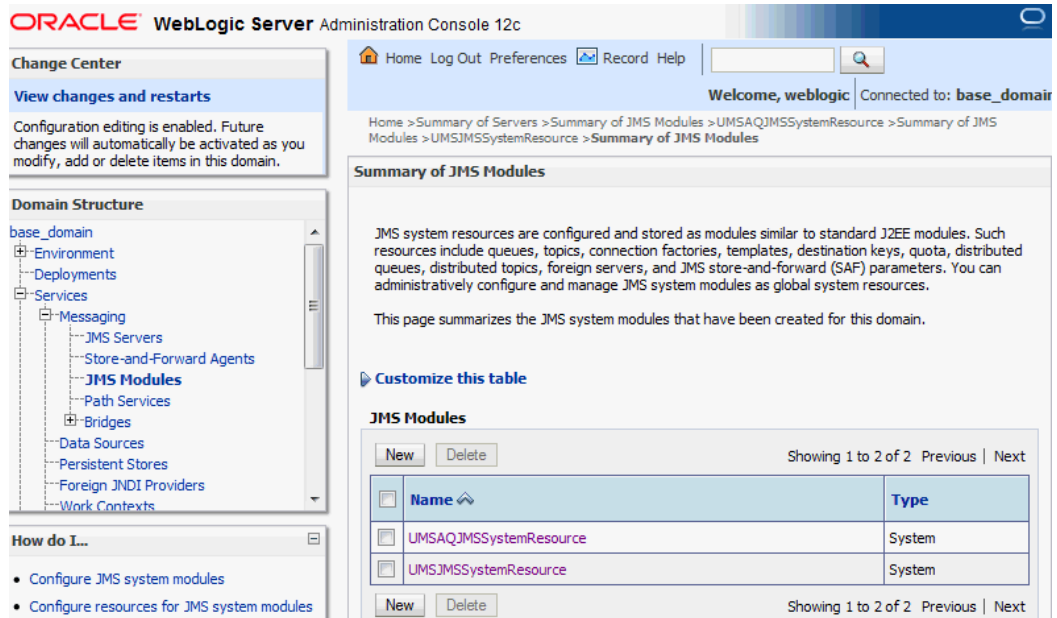 ORACLE WebLogic Server Administration Console 12c
Change Center
View changes and restarts
Configuration editing is enabled. Future
changes will automatically be activated as you
modify, add or delete items in this domain.
Domain Structure
base_domain
Environment
Deployments
Services
Messaging
JMS Servers
Store-and-Forward Agents
JMS Modules
Path Services
Bridges
Data Sources
Persistent Stores
Foreign JNDI Providers
Work Contexts
How do I...
• Configure JMS system modules
• Configure resources for JMS system modules
Home Log Out Preferences Record Help
Welcome, weblogic Connected to: base_domain
Home >Summary of Servers >Summary of JMS Modules >UMSAQJMSSystemResource >Summary of JMS
Modules >UMSJMSSystemResource >Summary of JMS Modules
Summary of JMS Modules
JMS system resources are configured and stored as modules similar to standard J2EE modules. Such
resources include queues, topics, connection factories, templates, destination keys, quota, distributed
queues, distributed topics, foreign servers, and JMS store-and-forward (SAF) parameters. You can
administratively configure and manage JMS system modules as global system resources.
This page summarizes the JMS system modules that have been created for this domain.
Customize this table
JMS Modules
New Delete Showing 1 to 2 of 2 Previous | Next
Name Type
UMSAQJMSSystemResource System
UMSJMSSystemResource System
New Delete Showing 1 to 2 of 2 Previous | Next